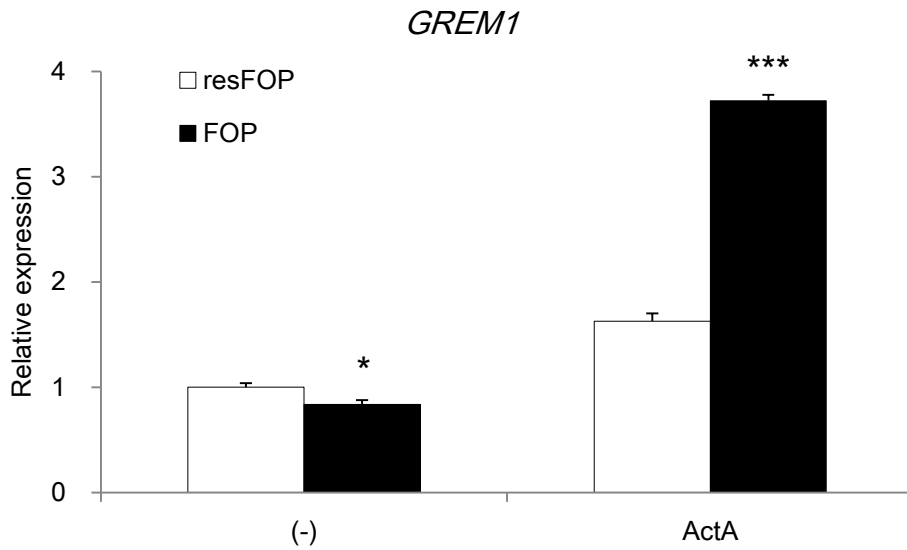 GREM1
resFOP
FOP
Relative expression
4
3
2
1
0
*
***
(-)
ActA